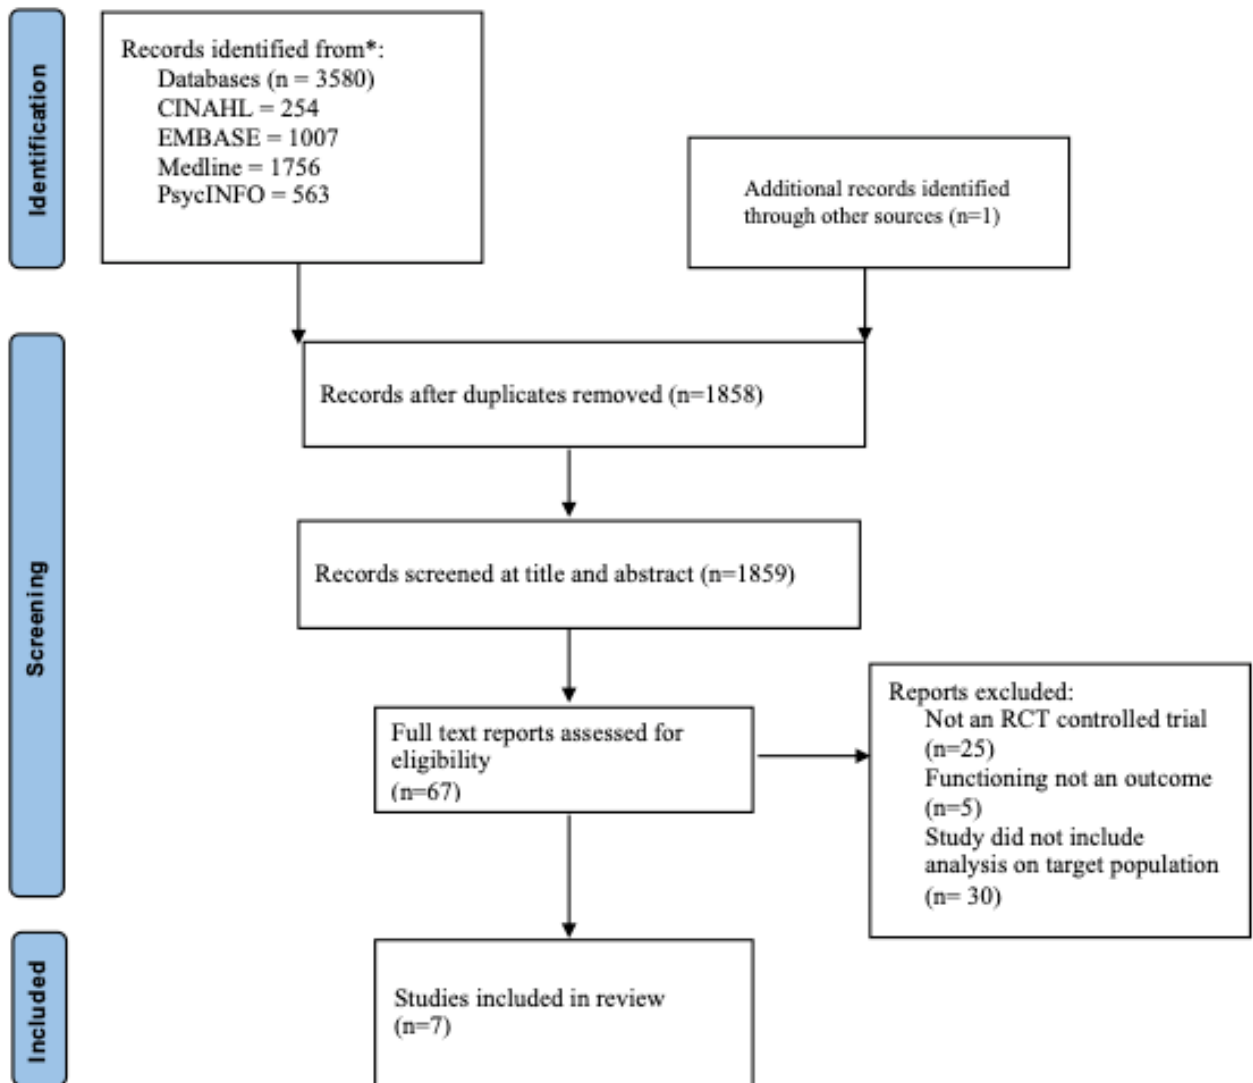 Identification
Records identified from*:
Databases (n = 3580)
CINAHL = 254
EMBASE = 1007
Medline = 1756
PsycINFO = 563
Additional records identified
through other sources (n=1)
Screening
Records after duplicates removed (n=1858)
Records screened at title and abstract (n=1859)
Full text reports assessed for
eligibility
(n=67)
Reports excluded:
Not an RCT controlled trial
(n=25)
Functioning not an outcome
(n=5)
Study did not include
analysis on target population
(n= 30)
Included
Studies included in review
(n=7)